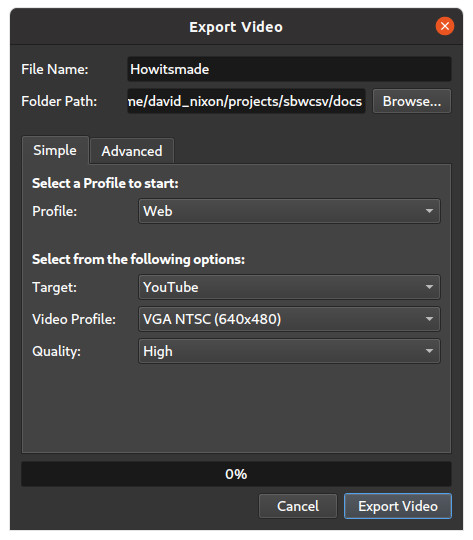 Export Video
File Name: Howitsmade
Folder Path: me/david_nixon/projects/sbwcsv/docs Browse...
Simple Advanced
Select a Profile to start:
Profile: Web
Select from the following options:
Target: YouTube
Video Profile: VGA NTSC (640x480)
Quality: High
0%
Cancel Export Video